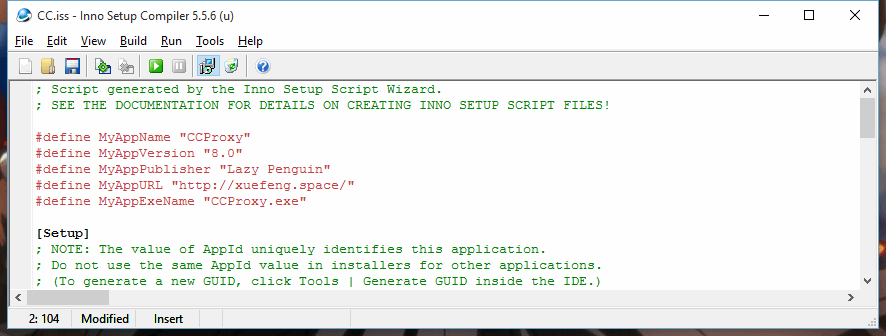 CC.iss - Inno Setup Compiler 5.5.6 (u)
File Edit View Build Run Tools Help
; Script generated by the Inno Setup Script Wizard.
; SEE THE DOCUMENTATION FOR DETAILS ON CREATING INNO SETUP SCRIPT FILES!
#define MyAppName "CCProxy"
#define MyAppVersion "8.0"
#define MyAppPublisher "Lazy Penguin"
#define MyAppURL "http://xuefeng.space/"
#define MyAppExeName "CCProxy.exe"
[Setup]
; NOTE: The value of AppId uniquely identifies this application.
; Do not use the same AppId value in installers for other applications.
; (To generate a new GUID, click Tools | Generate GUID inside the IDE.)
2: 104 Modified Insert